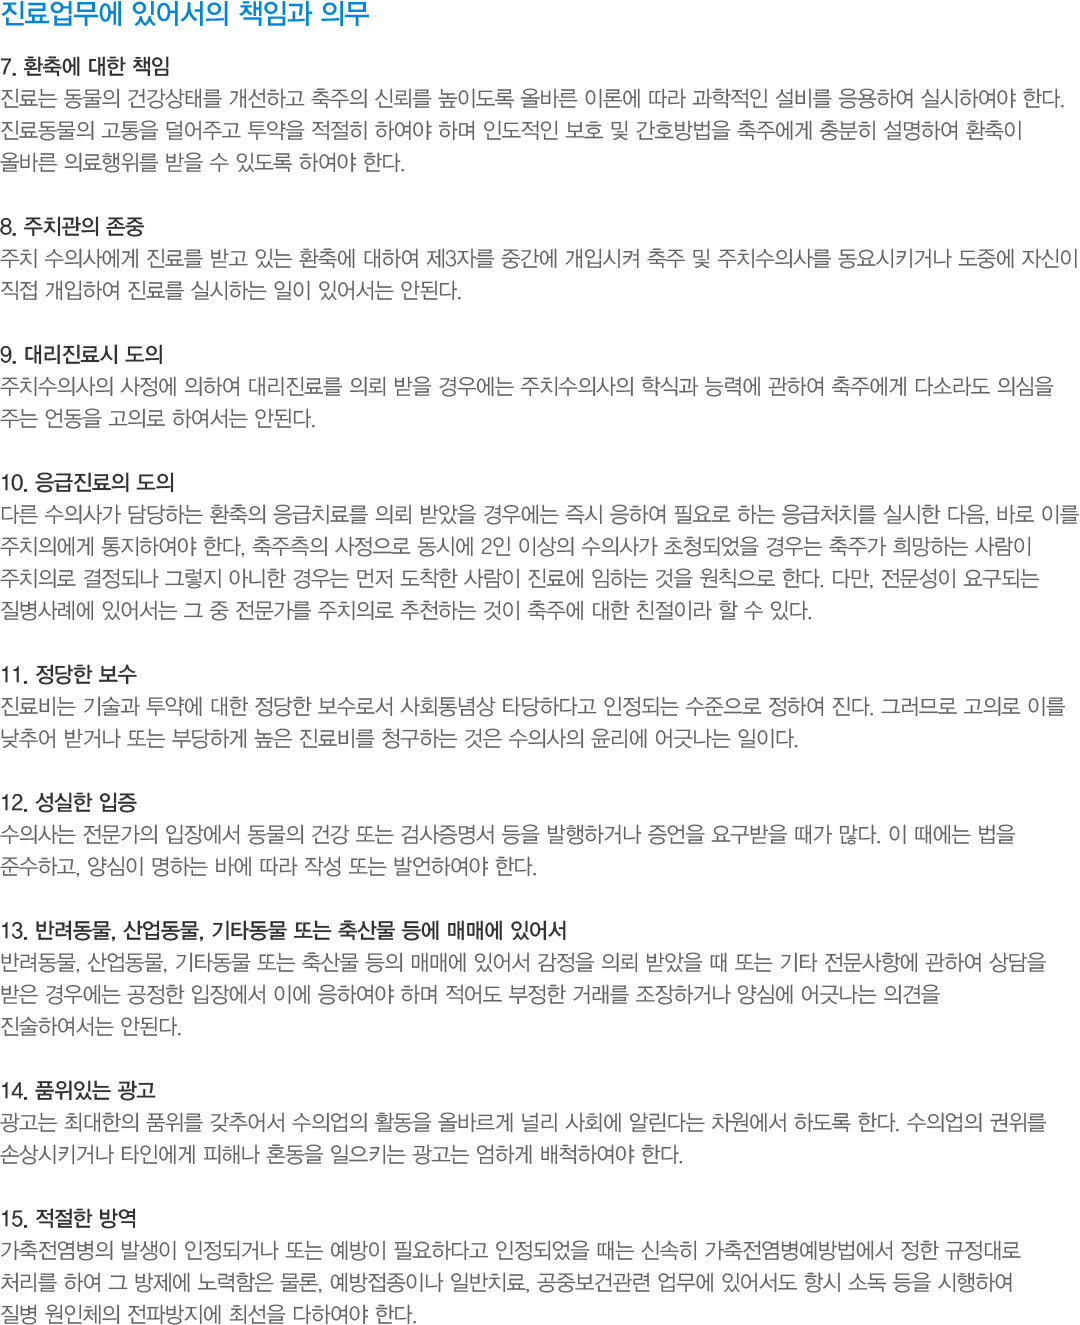 진료업무에 있어서의 책임과 의무
7. 환축에 대한 책임
진료는 동물의 건강상태를 개선하고 축주의 신뢰를 높이도록 올바른 이론에 따라 과학적인 설비를 응용하여 실시하여야 한다.
진료동물의 고통을 덜어주고 투약을 적절히 하여야 하며 인도적인 보호 및 간호방법을 축주에게 충분히 설명하여 환축이
올바른 의료행위를 받을 수 있도록 하여야 한다.
8. 주치관의 존중
주치 수의사에게 진료를 받고 있는 환축에 대하여 제3자를 중간에 개입시켜 축주 및 주치수의사를 동요시키거나 도중에 자신이
직접 개입하여 진료를 실시하는 일이 있어서는 안된다.
9. 대리진료시 도의
주치수의사의 사정에 의하여 대리진료를 의뢰 받을 경우에는 주치수의사의 학식과 능력에 관하여 축주에게 다소라도 의심을
주는 언동을 고의로 하여서는 안된다.
10. 응급진료의 도의
다른 수의사가 담당하는 환축의 응급치료를 의뢰 받았을 경우에는 즉시 응하여 필요로 하는 응급처치를 실시한 다음, 바로 이를
주치의에게 통지하여야 한다, 축주측의 사정으로 동시에 2인 이상의 수의사가 초청되었을 경우는 축주가 희망하는 사람이
주치의로 결정되나 그렇지 아니한 경우는 먼저 도착한 사람이 진료에 임하는 것을 원칙으로 한다. 다만, 전문성이 요구되는
질병사례에 있어서는 그 중 전문가를 주치의로 추천하는 것이 축주에 대한 친절이라 할 수 있다.
11. 정당한 보수
진료비는 기술과 투약에 대한 정당한 보수로서 사회통념상 타당하다고 인정되는 수준으로 정하여 진다. 그러므로 고의로 이를
낮추어 받거나 또는 부당하게 높은 진료비를 청구하는 것은 수의사의 윤리에 어긋나는 일이다.
12. 성실한 입증
수의사는 전문가의 입장에서 동물의 건강 또는 검사증명서 등을 발행하거나 증언을 요구받을 때가 많다. 이 때에는 법을
준수하고, 양심이 명하는 바에 따라 작성 또는 발언하여야 한다.
13. 반려동물, 산업동물, 기타동물 또는 축산물 등에 매매에 있어서
반려동물, 산업동물, 기타동물 또는 축산물 등의 매매에 있어서 감정을 의뢰 받았을 때 또는 기타 전문사항에 관하여 상담을
받은 경우에는 공정한 입장에서 이에 응하여야 하며 적어도 부정한 거래를 조장하거나 양심에 어긋나는 의견을
진술하여서는 안된다.
14. 품위있는 광고
광고는 최대한의 품위를 갖추어서 수의업의 활동을 올바르게 널리 사회에 알린다는 차원에서 하도록 한다. 수의업의 권위를
손상시키거나 타인에게 피해나 혼동을 일으키는 광고는 엄하게 배척하여야 한다.
15. 적절한 방역
가축전염병의 발생이 인정되거나 또는 예방이 필요하다고 인정되었을 때는 신속히 가축전염병예방법에서 정한 규정대로
처리를 하여 그 방제에 노력함은 물론, 예방접종이나 일반치료, 공중보건관련 업무에 있어서도 항시 소독 등을 시행하여
질병 원인체의 전파방지에 최선을 다하여야 한다.